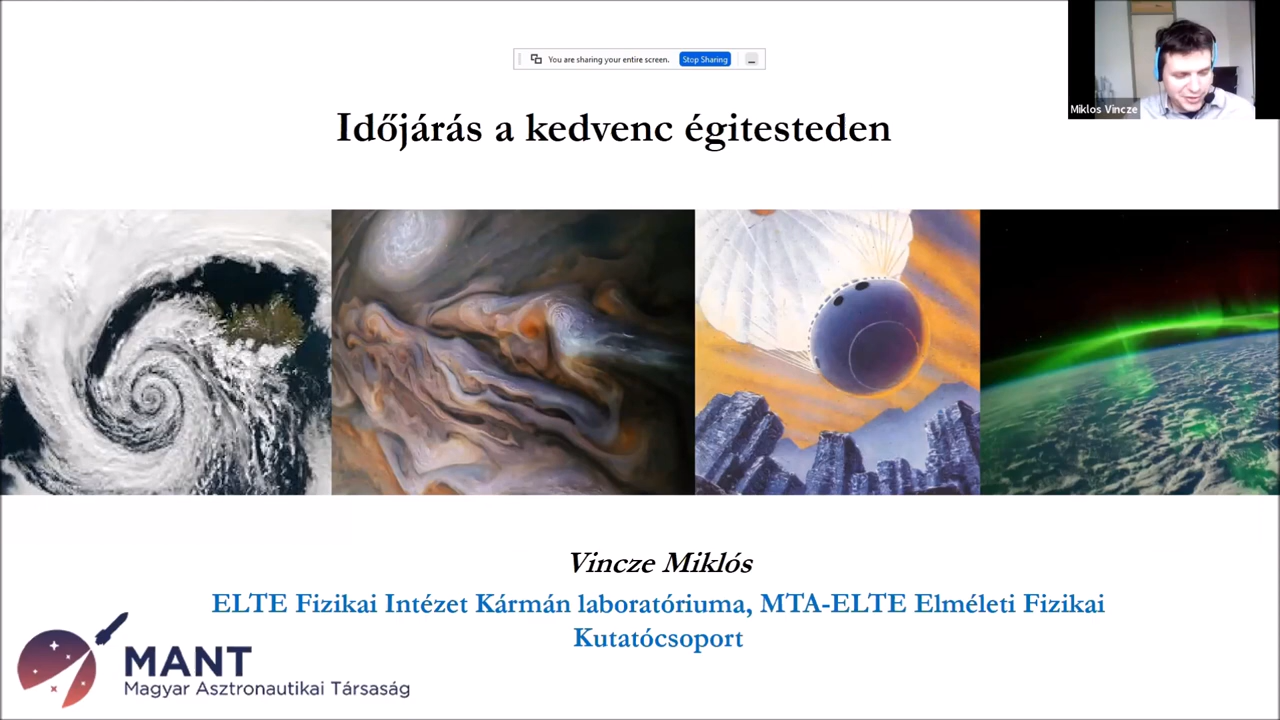 You are sharing your entire screen. Stop Sharing
Miklos Vincze
Időjárás a kedvenc égitesteden
Vincze Miklós
ELTE Fizikai Intézet Kármán laboratóriuma, MTA-ELTE Elméleti Fizikai
Kutatócsoport
MANT
Magyar Asztronautikai Társaság